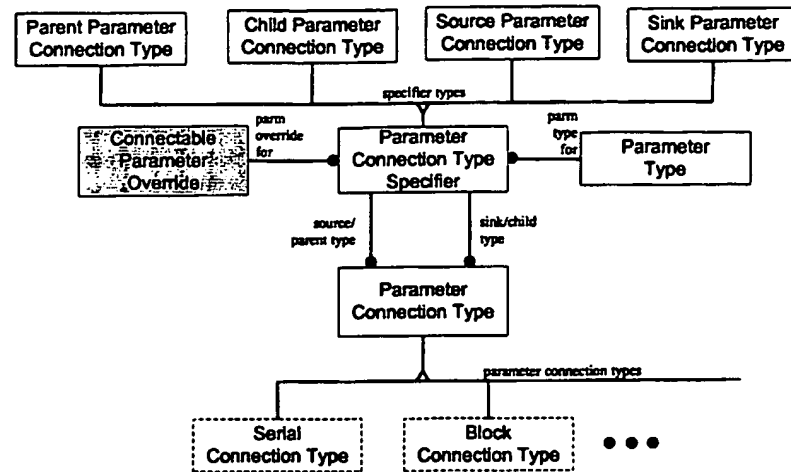 Parent Parameter
Connection Type
Child Parameter
Connection Type
Source Parameter
Connection Type
Sink Parameter
Connection Type
specifier types
Connectable
Parameter
Override
parm
override
for
Parameter
Connection Type
Specifier
parm
type
for
Parameter
Type
source/
parent type
sink/child
type
Parameter
Connection Type
parameter connection types
Serial
Connection Type
Block
Connection Type